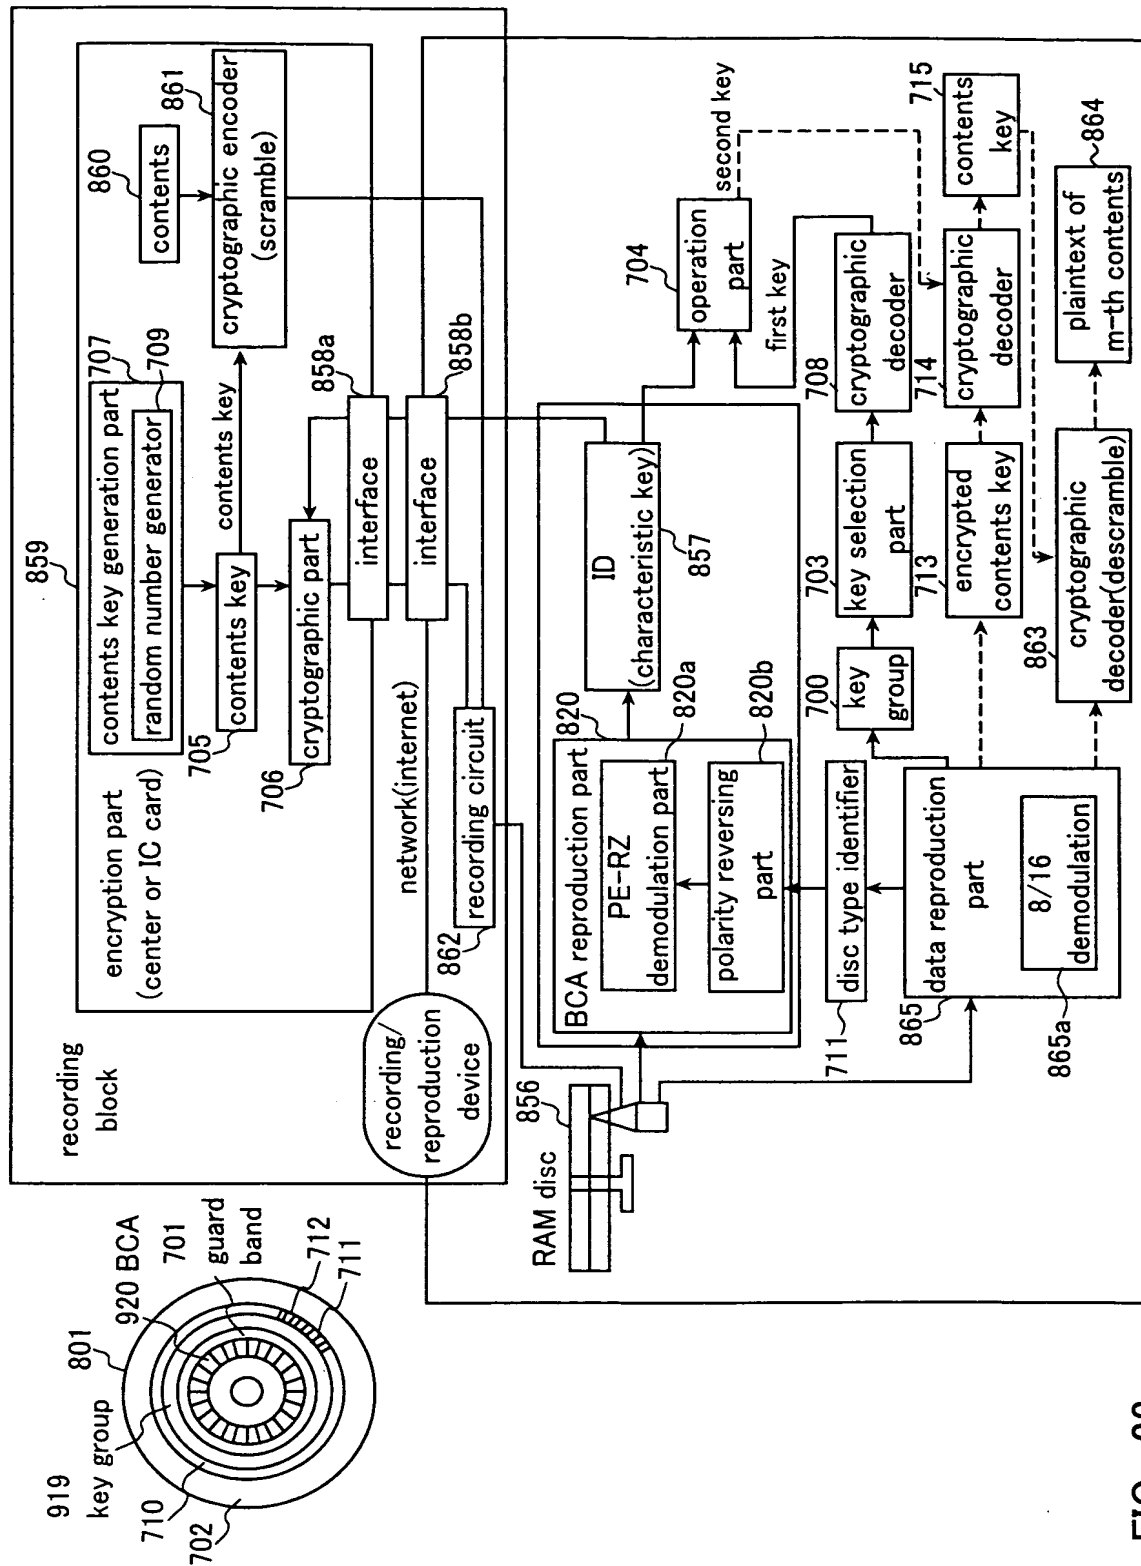 recording
block
859
encryption part
(center or IC card)
contents key generation part
707
random number generator
709
860
contents
861
cryptographic encoder
(scramble)
contents key
705
contents key
706
cryptographic part
858a
interface
858b
interface
network(internet)
862
recording circuit
recording/
reproduction
device
919
key group
801
920 BCA
701
guard
band
712
711
710
702
RAM disc
856
BCA reproduction part
820
PE-RZ
demodulation part
820a
polarity reversing
part
820b
ID
(characteristic key)
857
704
operation
part
second key
first key
711
disc type identifier
865
data reproduction
part
8/16
demodulation
865a
700
key
group
703
key selection
part
708
cryptographic
decoder
713
encrypted
contents key
714
cryptographic
decoder
715
contents
key
863
cryptographic
decoder(descramble)
plaintext of
m-th contents
864